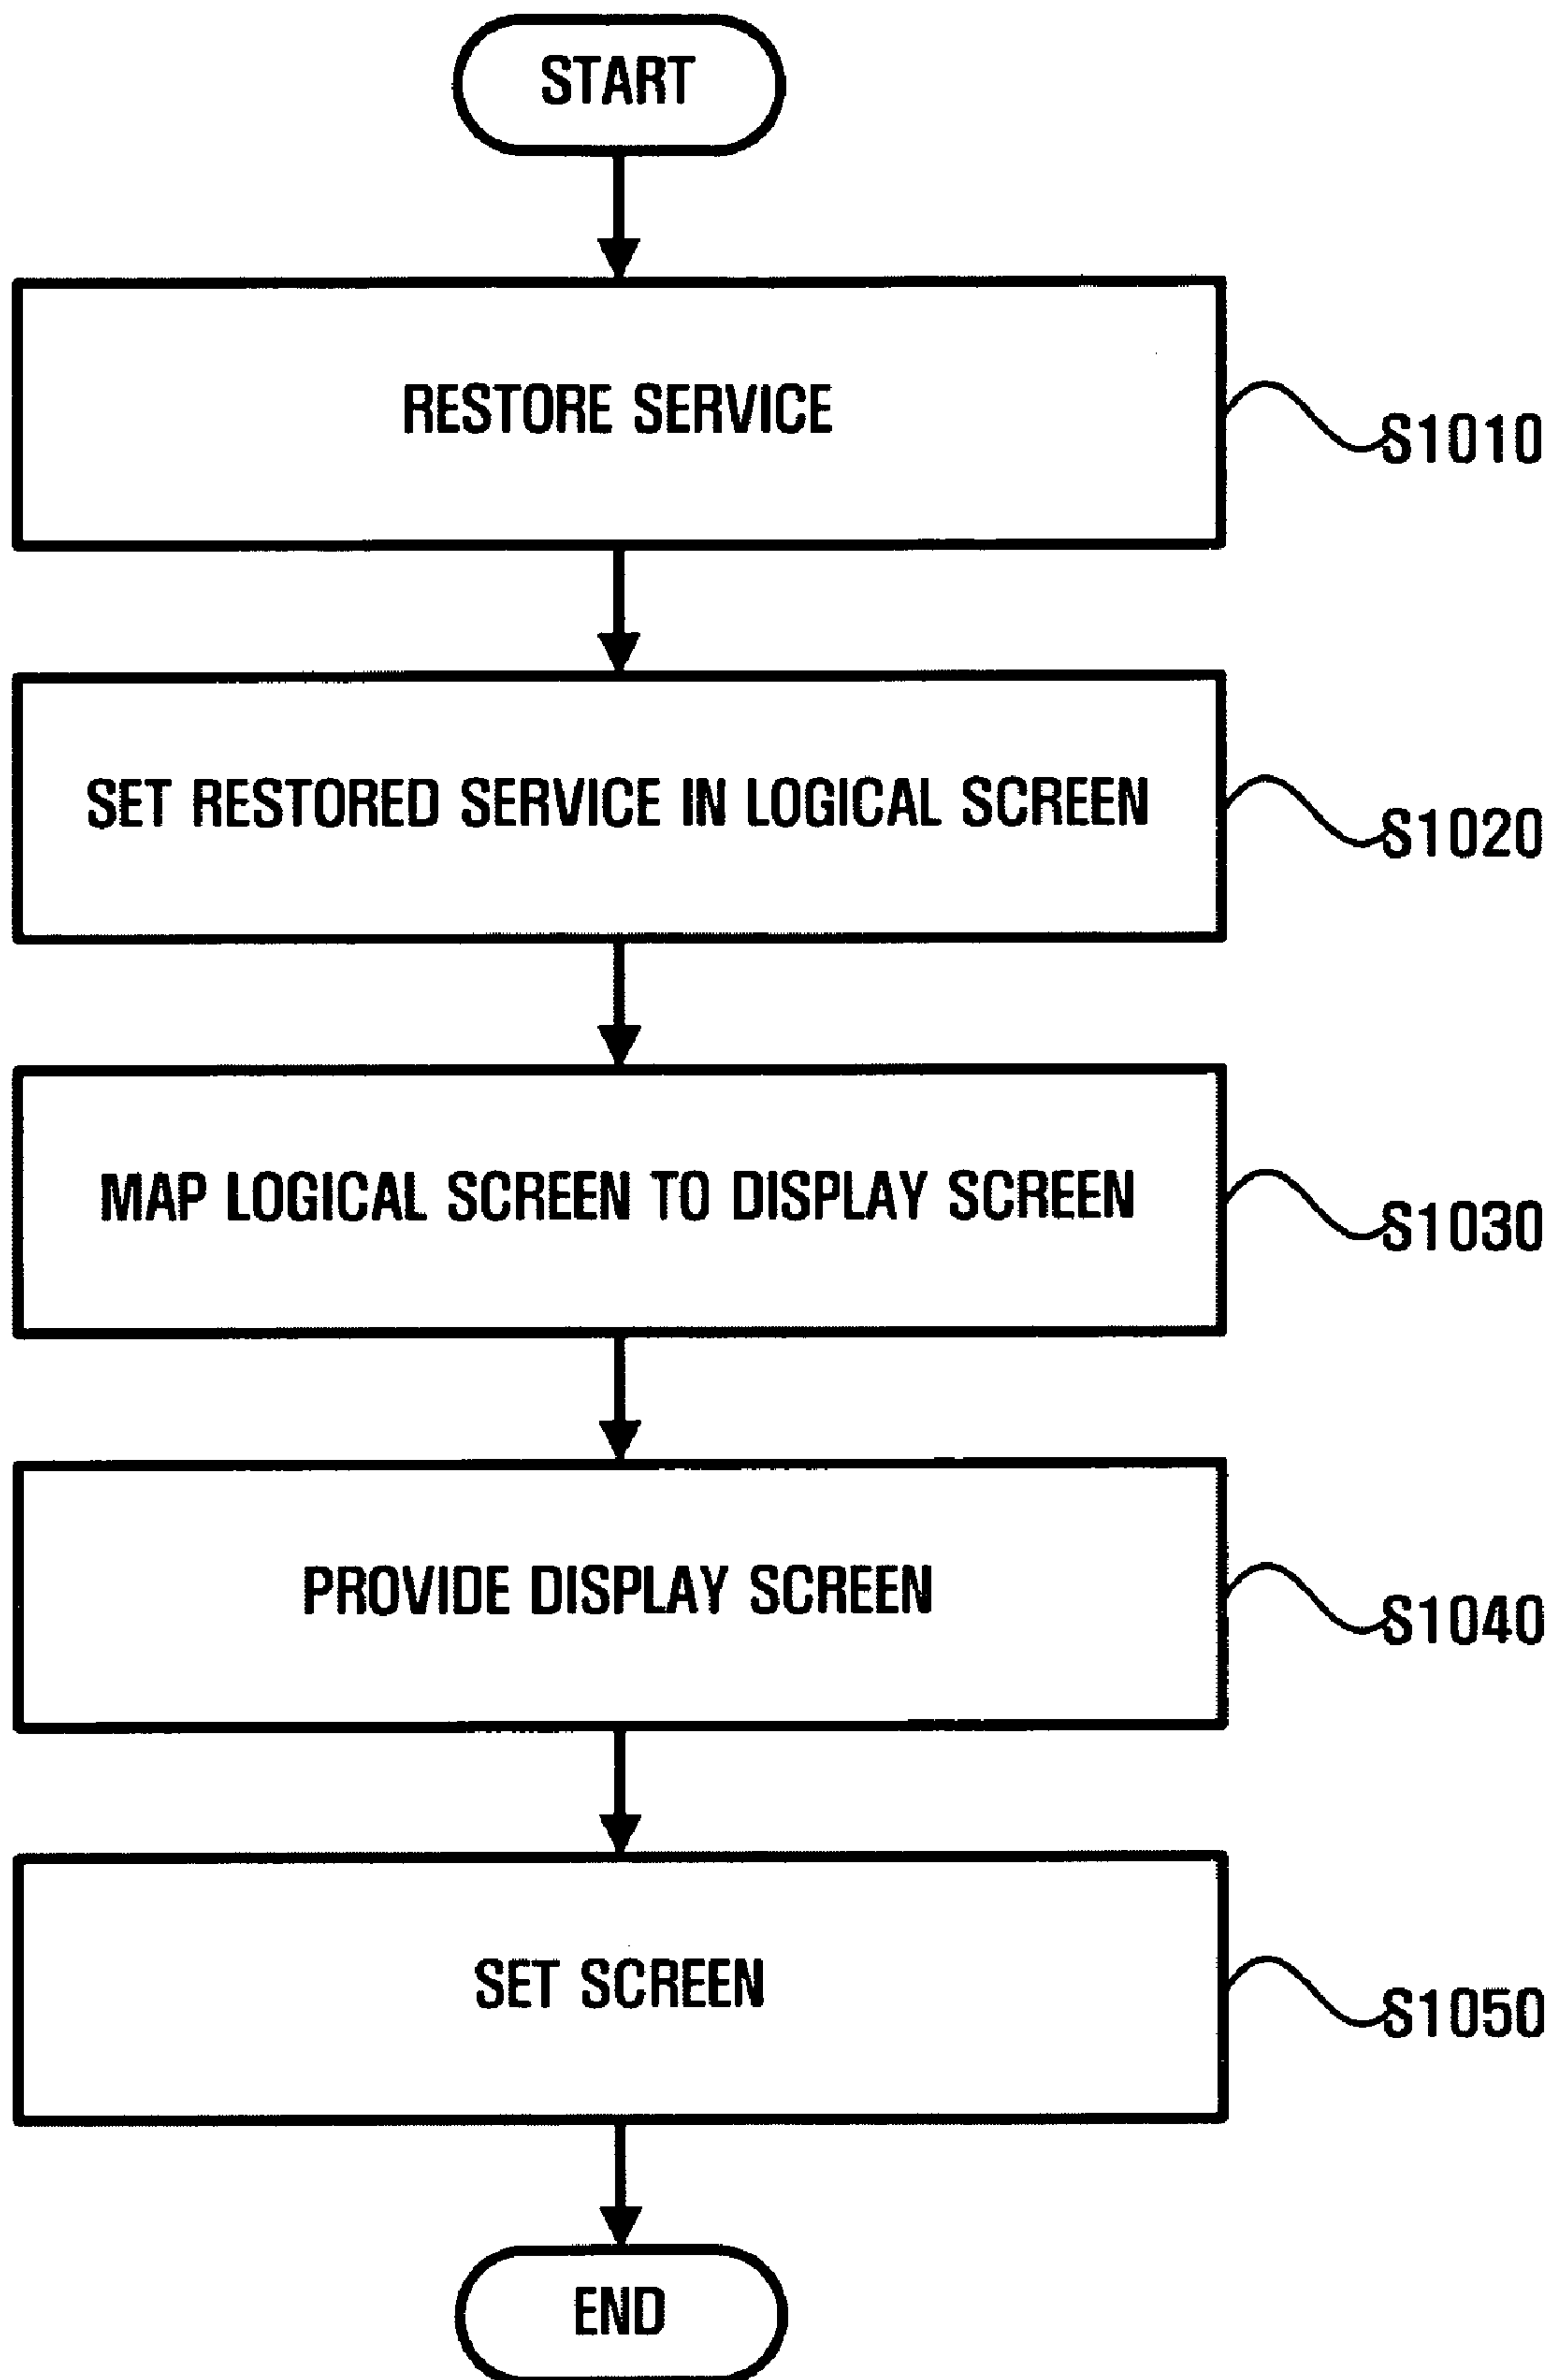 START
RESTORE SERVICE
S1010
SET RESTORED SERVICE IN LOGICAL SCREEN
S1020
MAP LOGICAL SCREEN TO DISPLAY SCREEN
S1030
PROVIDE DISPLAY SCREEN
S1040
SET SCREEN
S1050
END